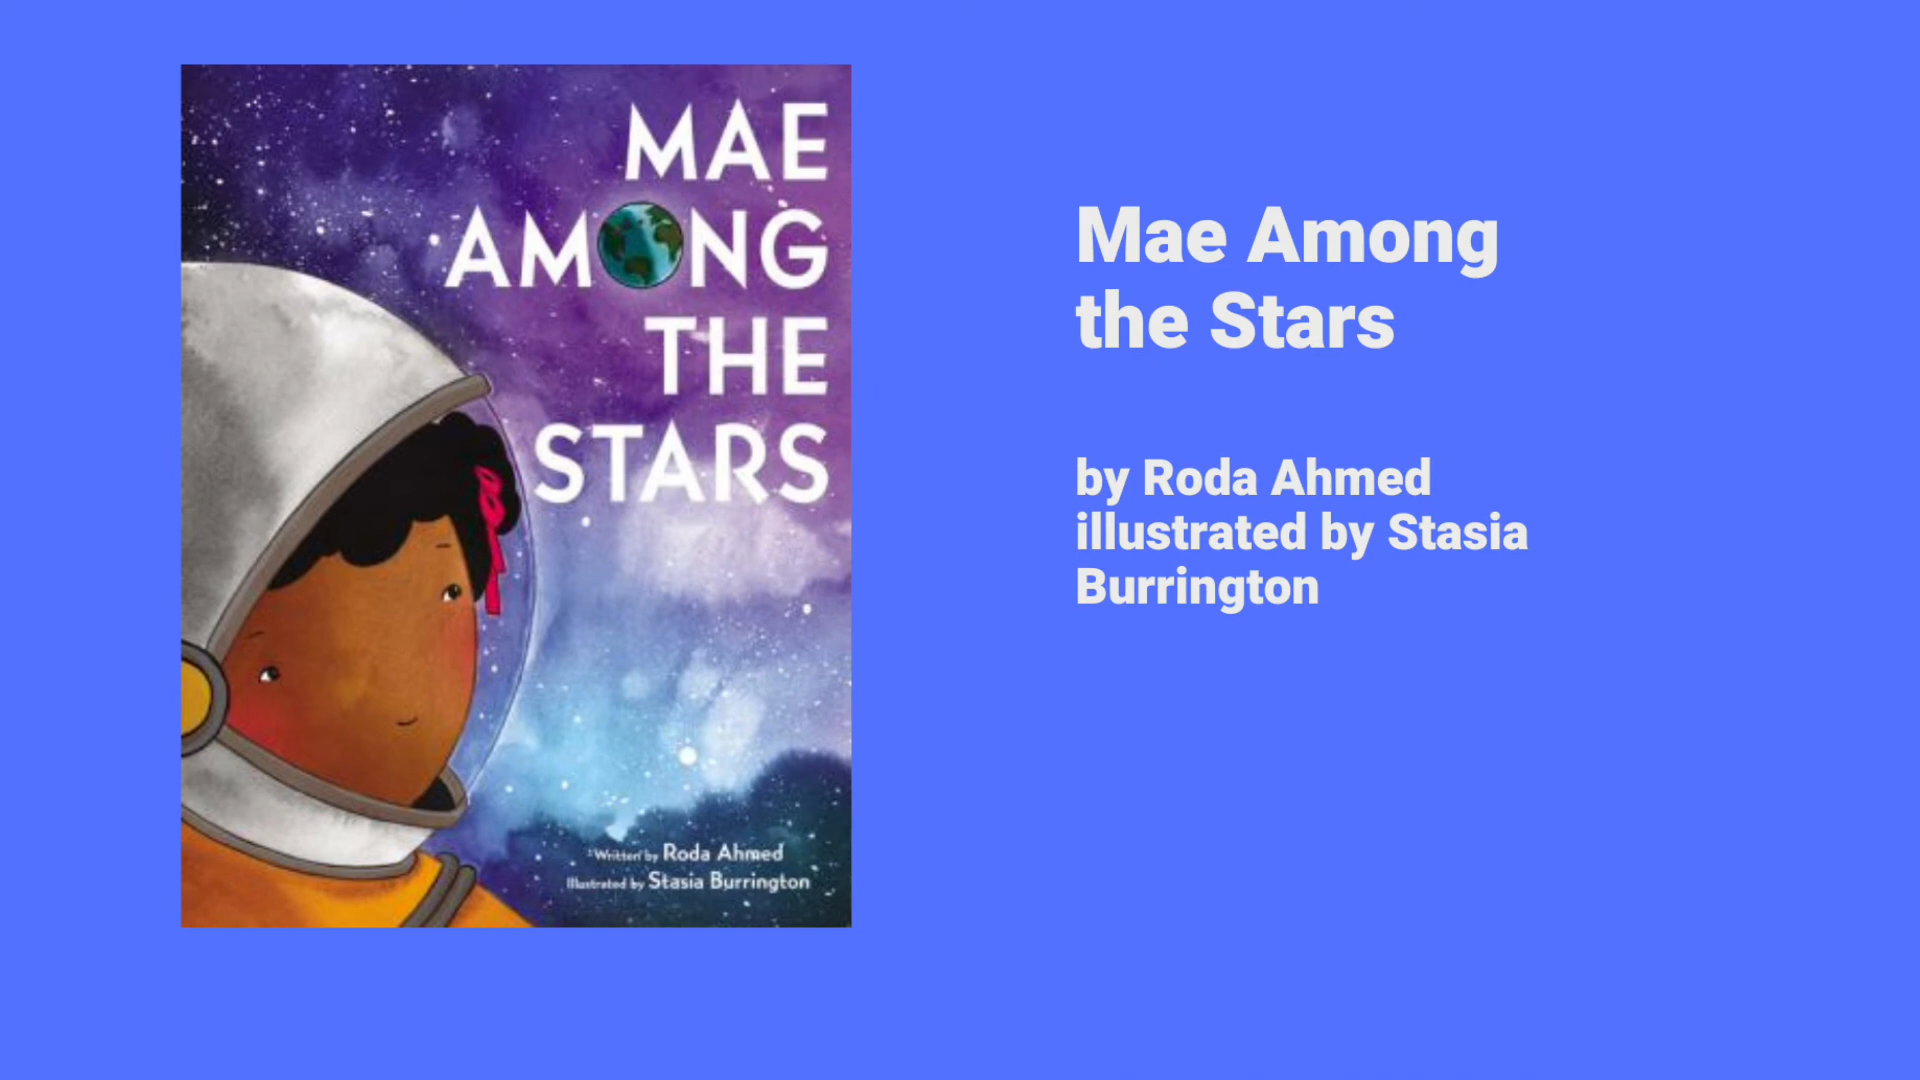 MAE
AMONG
THE
STARS
Written by Roda Ahmed
Illustrated by Stasia Burrington
Mae Among
the Stars
by Roda Ahmed
illustrated by Stasia
Burrington